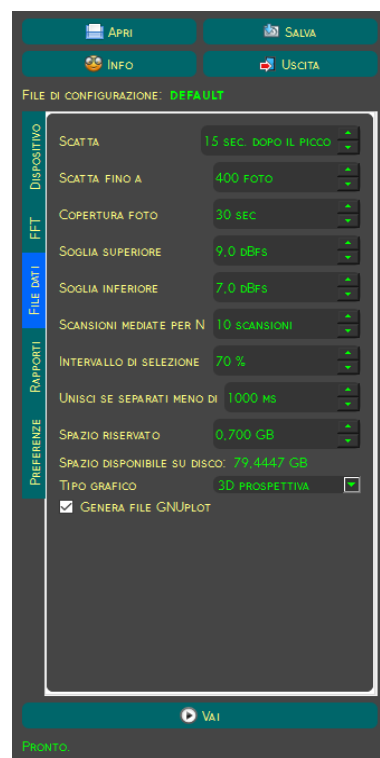 Apri
Salva
Info
Uscita
File di configurazione: default
Dispositivo
FFT
File dati
Rapporti
Preferenze
Scatta 15 sec. dopo il picco
Scatta fino a 400 foto
Copertura foto 30 sec
Soglia superiore 9,0 dBfs
Soglia inferiore 7,0 dBfs
Scansioni mediate per N 10 scansioni
Intervallo di selezione 70 %
Unisci se separati meno di 1000 ms
Spazio riservato 0,700 GB
Spazio disponibile su disco: 79,4447 GB
Tipo grafico 3D prospettiva
Genera file GNUplot
Vai
Pronto.